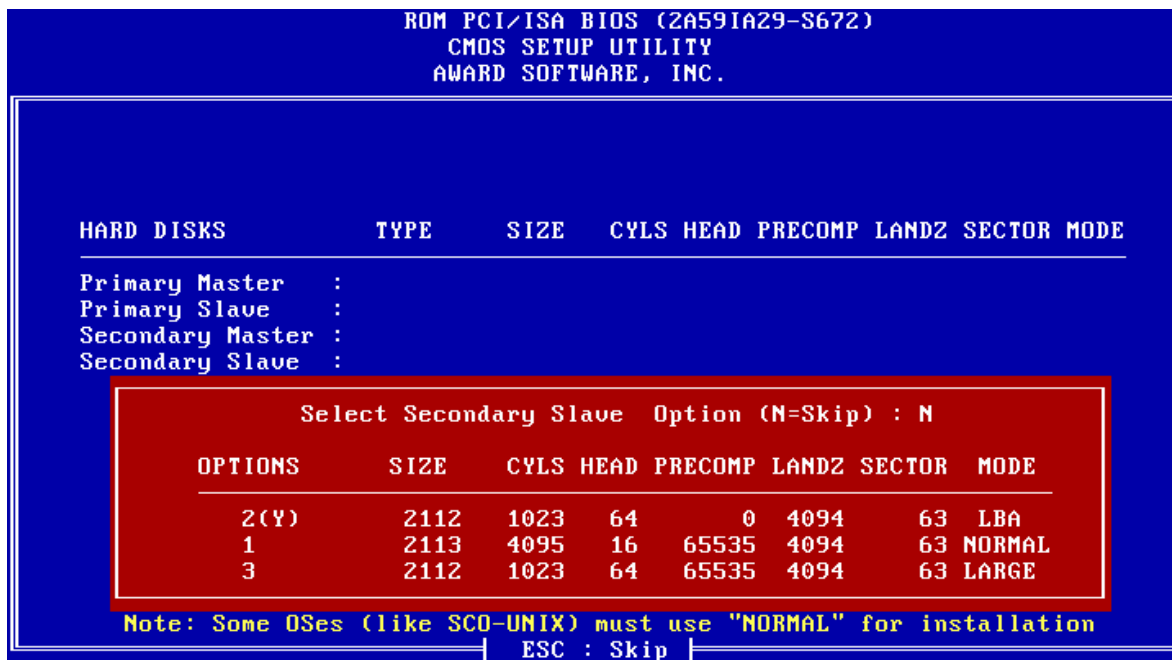 ROM PCI/ISA BIOS (2A59IA29-S672)
CMOS SETUP UTILITY
AWARD SOFTWARE, INC.
HARD DISKS TYPE SIZE CYLS HEAD PRECOMP LANDZ SECTOR MODE
Primary Master :
Primary Slave :
Secondary Master :
Secondary Slave :
Select Secondary Slave Option (N=Skip) : N
OPTIONS SIZE CYLS HEAD PRECOMP LANDZ SECTOR MODE
2(Y) 2112 1023 64 0 4094 63 LBA
1 2113 4095 16 65535 4094 63 NORMAL
3 2112 1023 64 65535 4094 63 LARGE
Note: Some OSes (like SCO-UNIX) must use "NORMAL" for installation
ESC : Skip